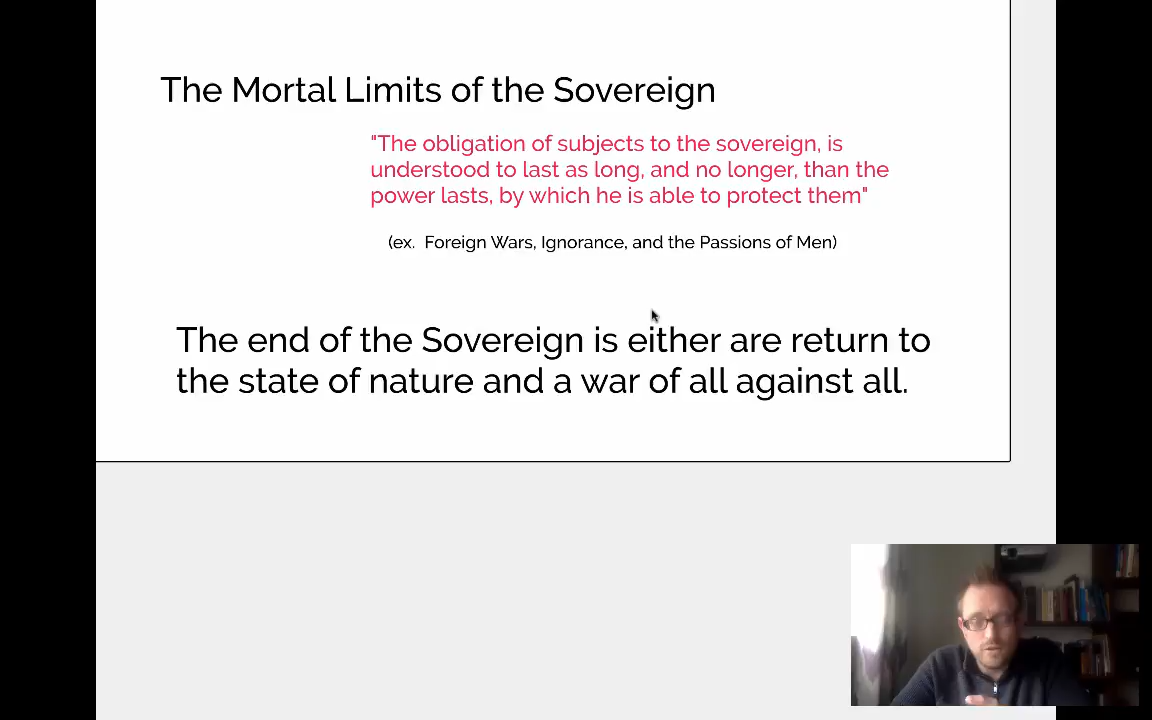 The Mortal Limits of the Sovereign
"The obligation of subjects to the sovereign, is
understood to last as long, and no longer, than the
power lasts, by which he is able to protect them"
(ex.  Foreign Wars, Ignorance, and the Passions of Men)
The end of the Sovereign is either are return to
the state of nature and a war of all against all.